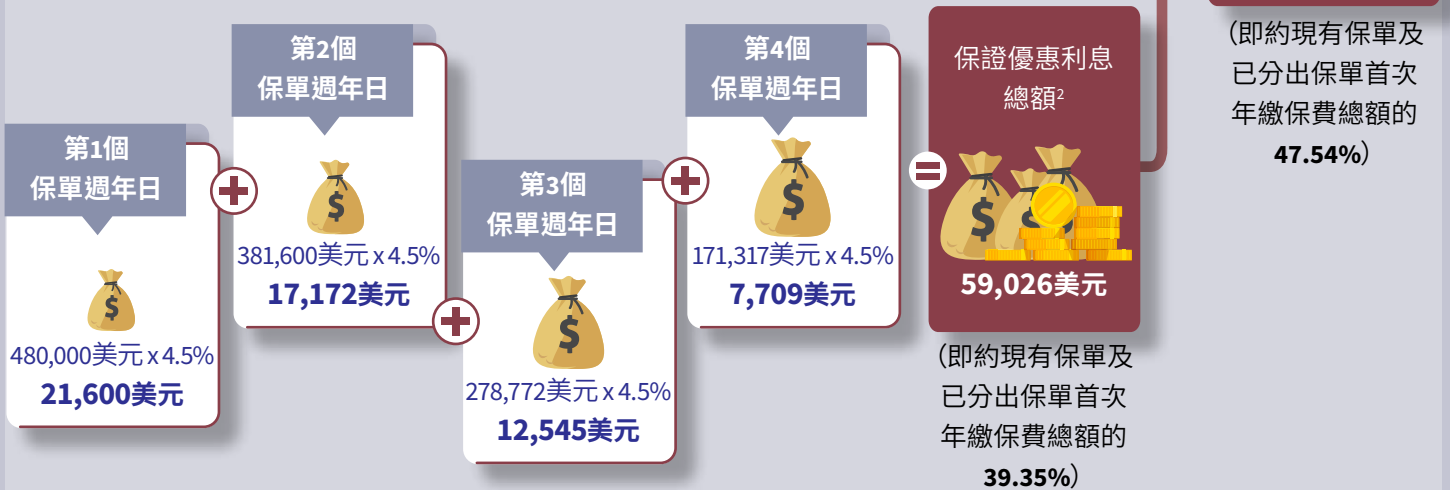 第1個
保單週年日
480,000美元 x 4.5%
21,600美元
第2個
保單週年日
381,600美元 x 4.5%
17,172美元
第3個
保單週年日
278,772美元 x 4.5%
12,545美元
第4個
保單週年日
171,317美元 x 4.5%
7,709美元
保證優惠利息
總額²
59,026美元
（即約現有保單及
已分出保單首次
年繳保費總額的
39.35%）
（即約現有保單及
已分出保單首次
年繳保費總額的
47.54%）